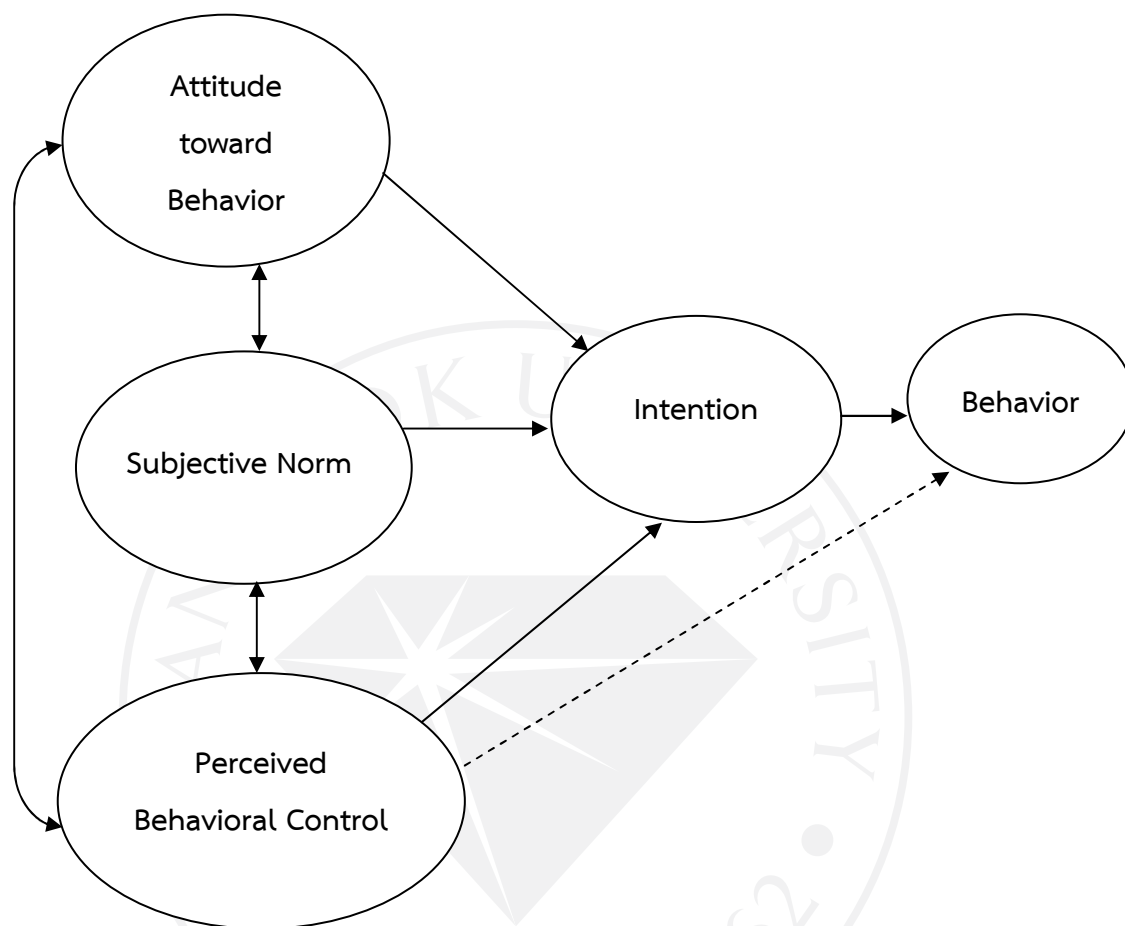 Attitude
toward
Behavior
Intention
Behavior
Subjective Norm
Perceived
Behavioral Control